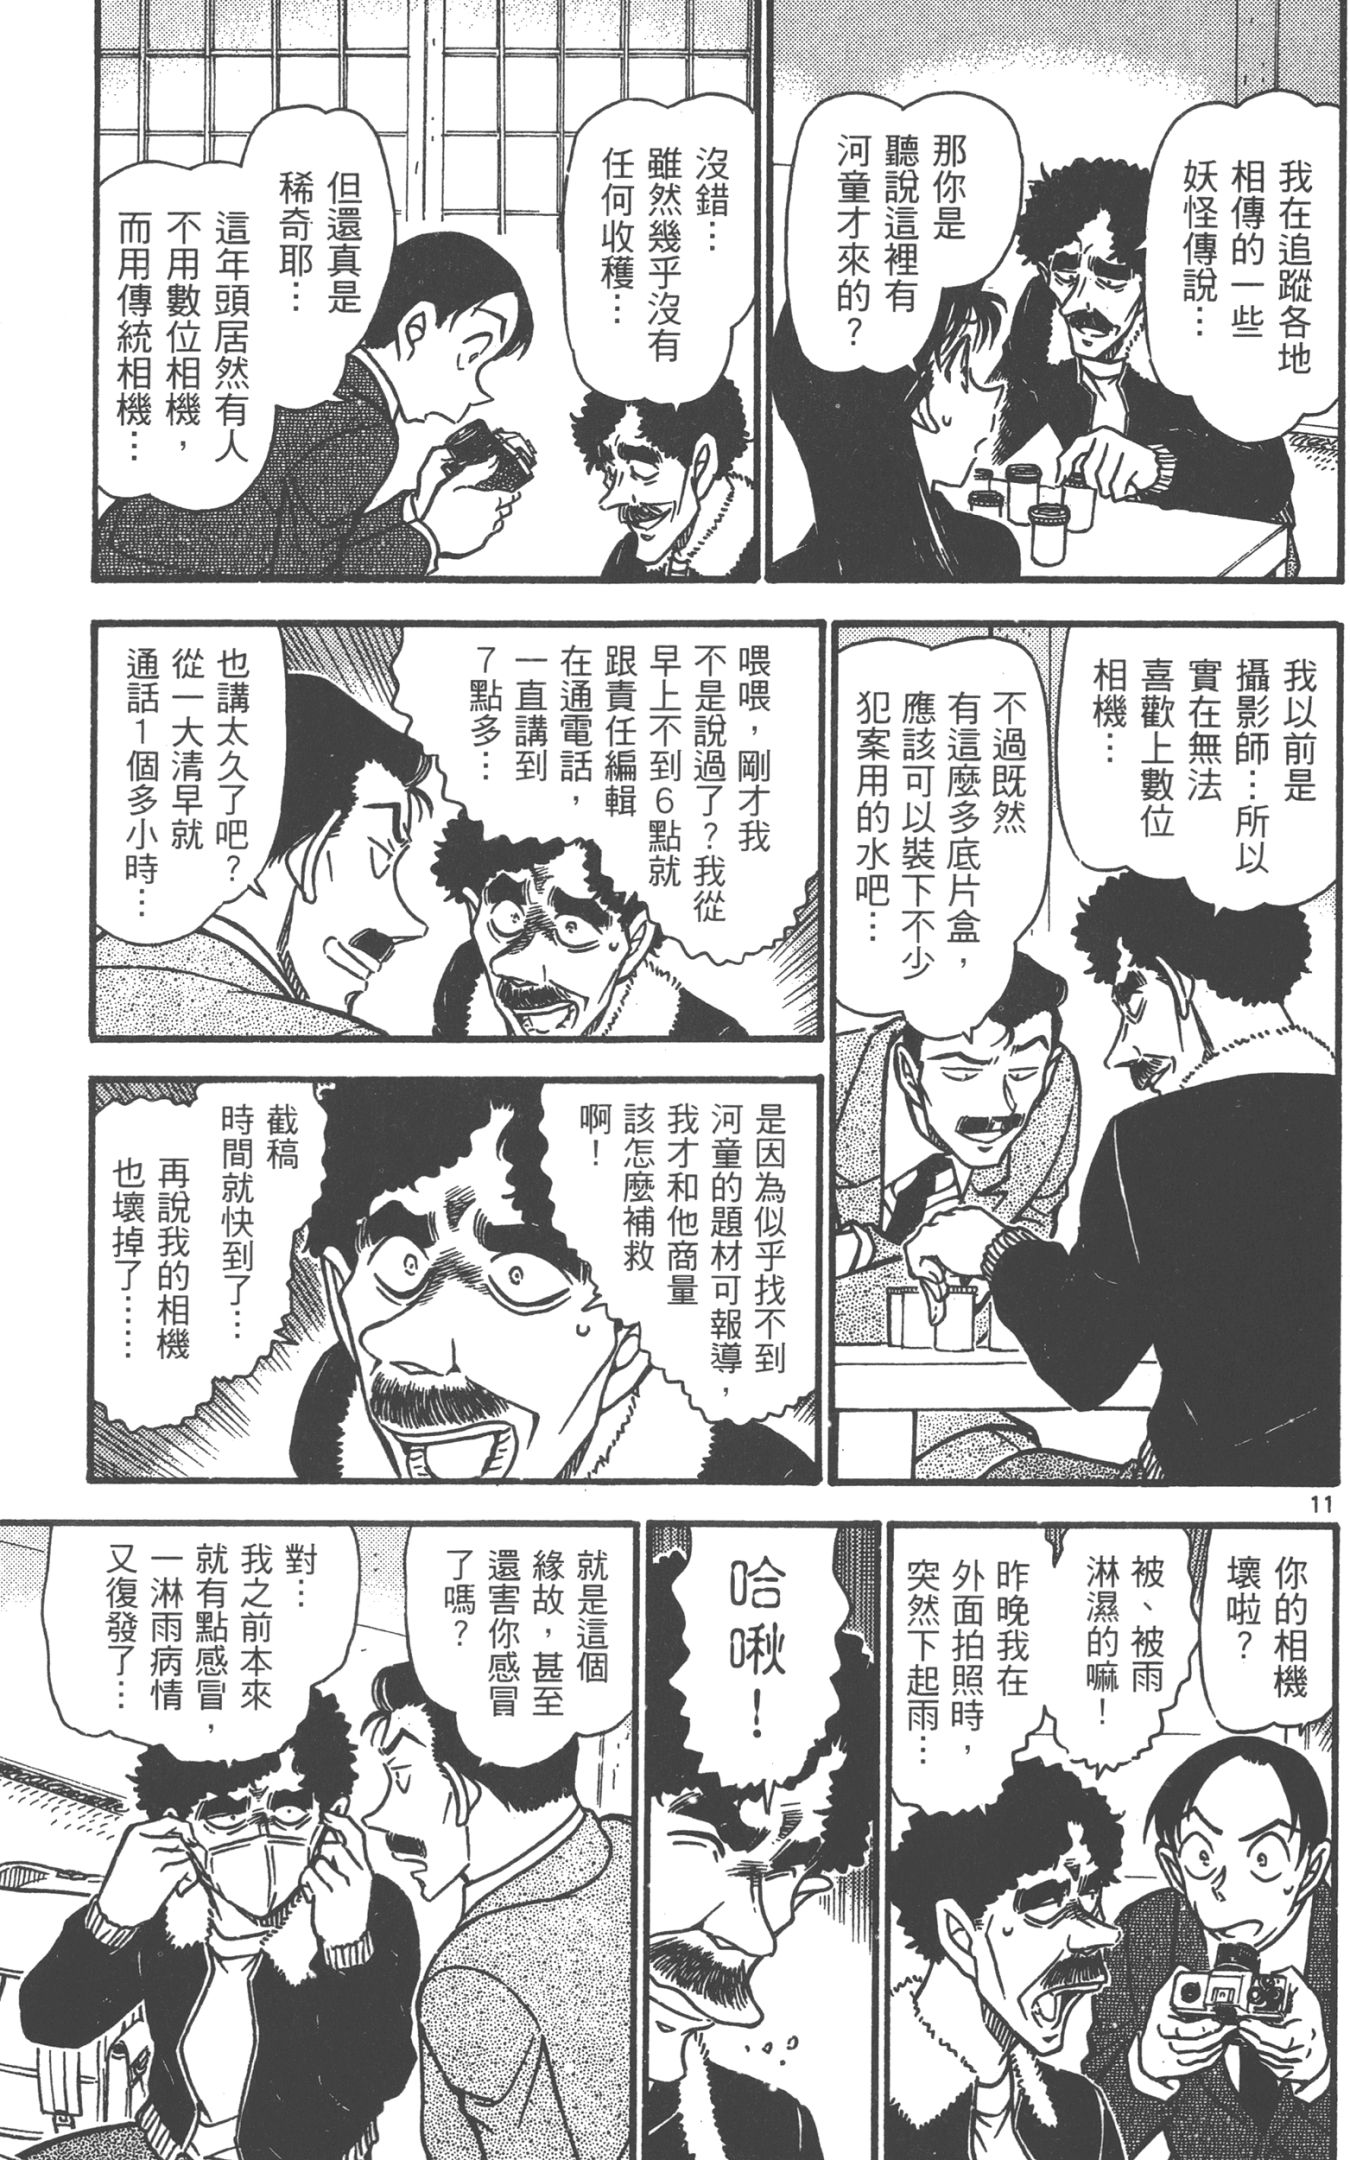 我在追蹤各地
相傳的一些
妖怪傳說…
那你是
聽說這裡有
河童才來的？
沒錯…
雖然幾乎沒有
任何收穫…
但還真是
稀奇耶…
這年頭居然有人
不用數位相機，
而用傳統相機…
我以前是
攝影師…所以
實在無法
喜歡上數位
相機…
不過既然
有這麼多底片盒，
應該可以裝下不少
犯案用的水吧…
喂喂，剛才我
不是說過了？我從
早上不到6點就
跟責任編輯
在通電話，
一直講到
7點多…
也講太久了吧？
從一大清早就
通話1個多小時…
是因為似乎找不到
河童的題材可報導，
我才和他商量
該怎麼補救
啊！
截稿
時間就快到了…
再說我的相機
也壞掉了……
11
你的相機
壞啦？
被、被雨
淋濕的嘛！
昨晚我在
外面拍照時，
突然下起雨…
哈啾！
就是這個
緣故，甚至
還害你感冒
了嗎？
對…
我之前本來
就有點感冒，
一淋雨病情
又復發了…